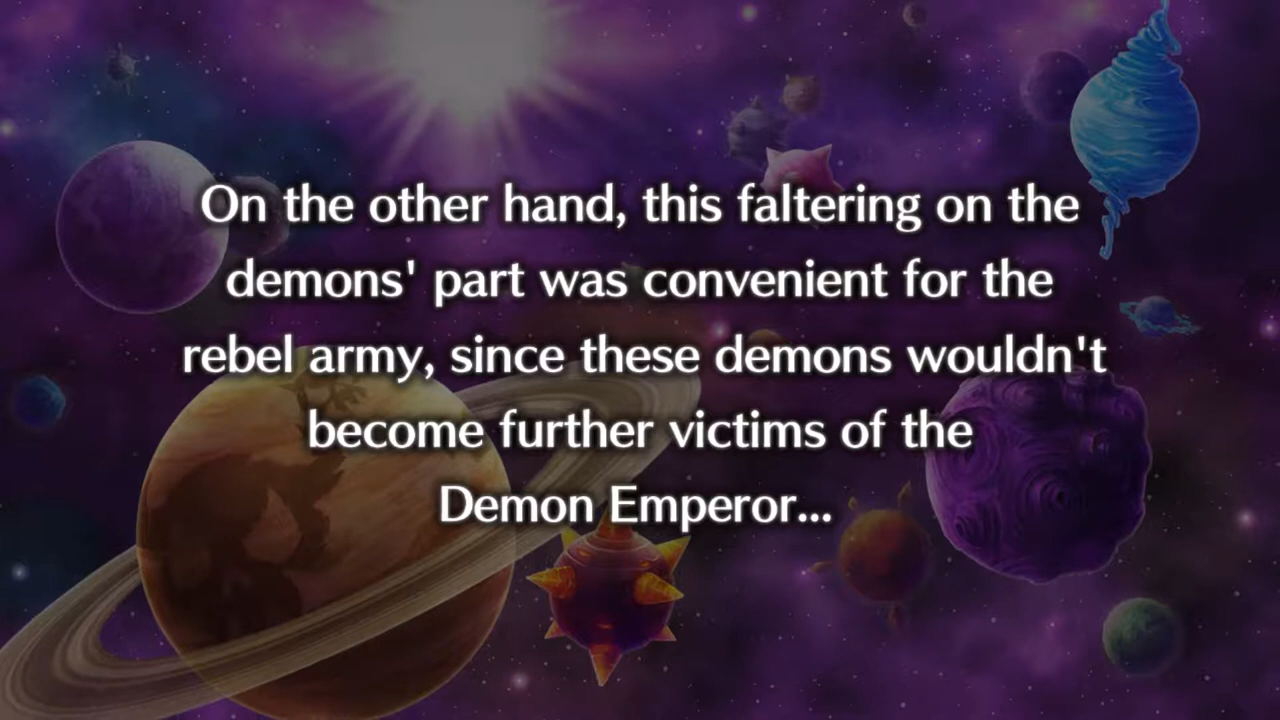 On the other hand, this faltering on the
demons' part was convenient for the
rebel army, since these demons wouldn't
become further victims of the
Demon Emperor...